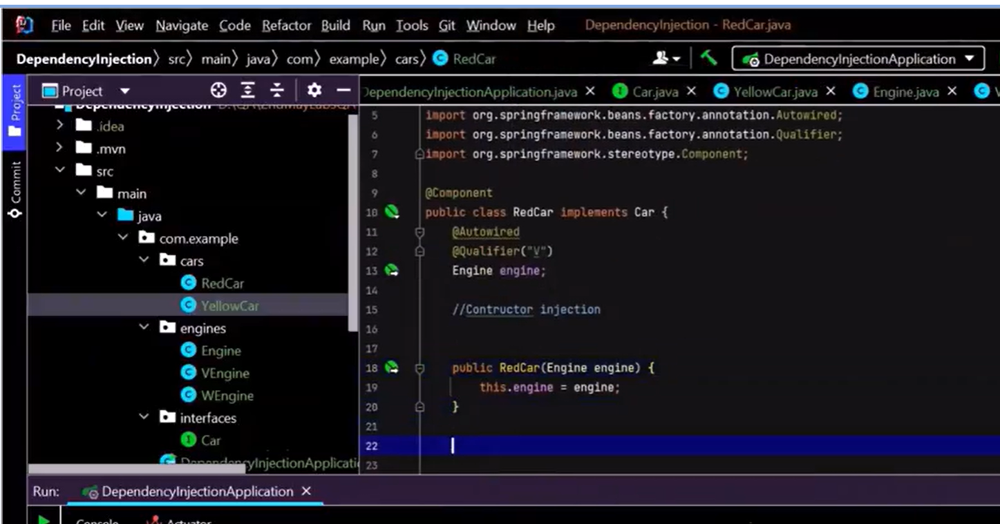 File Edit View Navigate Code Refactor Build Run Tools Git Window Help DependencyInjection - RedCar.java
DependencyInjection〉 src〉 main〉 java〉 com〉 example〉 cars〉 RedCar
DependencyInjectionApplication
Project
DependencyInjectionApplication.java Car.java YellowCar.java Engine.java
Project
Commit
DependencyInjection
.idea
.mvn
src
main
java
com.example
cars
RedCar
YellowCar
engines
Engine
VEngine
WEngine
interfaces
Car
DependencyInjectionApplicati
5 import org.springframework.beans.factory.annotation.Autowired;
6 import org.springframework.beans.factory.annotation.Qualifier;
7 import org.springframework.stereotype.Component;
8
9 @Component
10 public class RedCar implements Car {
11 @Autowired
12 @Qualifier("V")
13 Engine engine;
14
15 //Contructor injection
16
17
18 public RedCar(Engine engine) {
19 this.engine = engine;
20 }
21
22
23
Run: DependencyInjectionApplication
Console Actuator